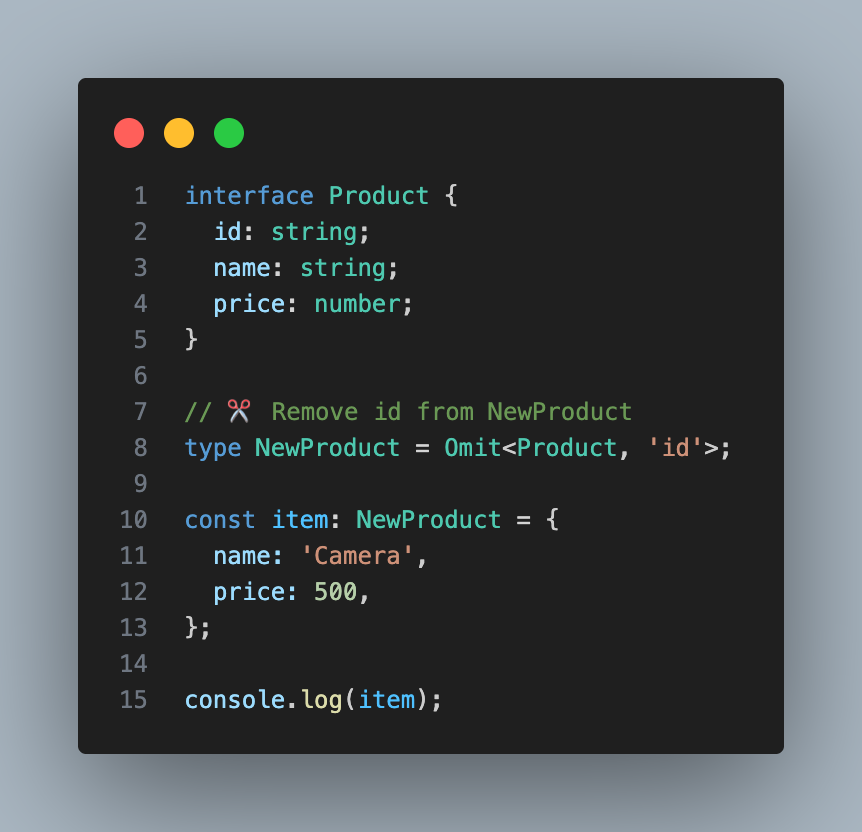 1 interface Product {
2   id: string;
3   name: string;
4   price: number;
5 }
6
7 // ✂️ Remove id from NewProduct
8 type NewProduct = Omit<Product, 'id'>;
9
10 const item: NewProduct = {
11   name: 'Camera',
12   price: 500,
13 };
14
15 console.log(item);